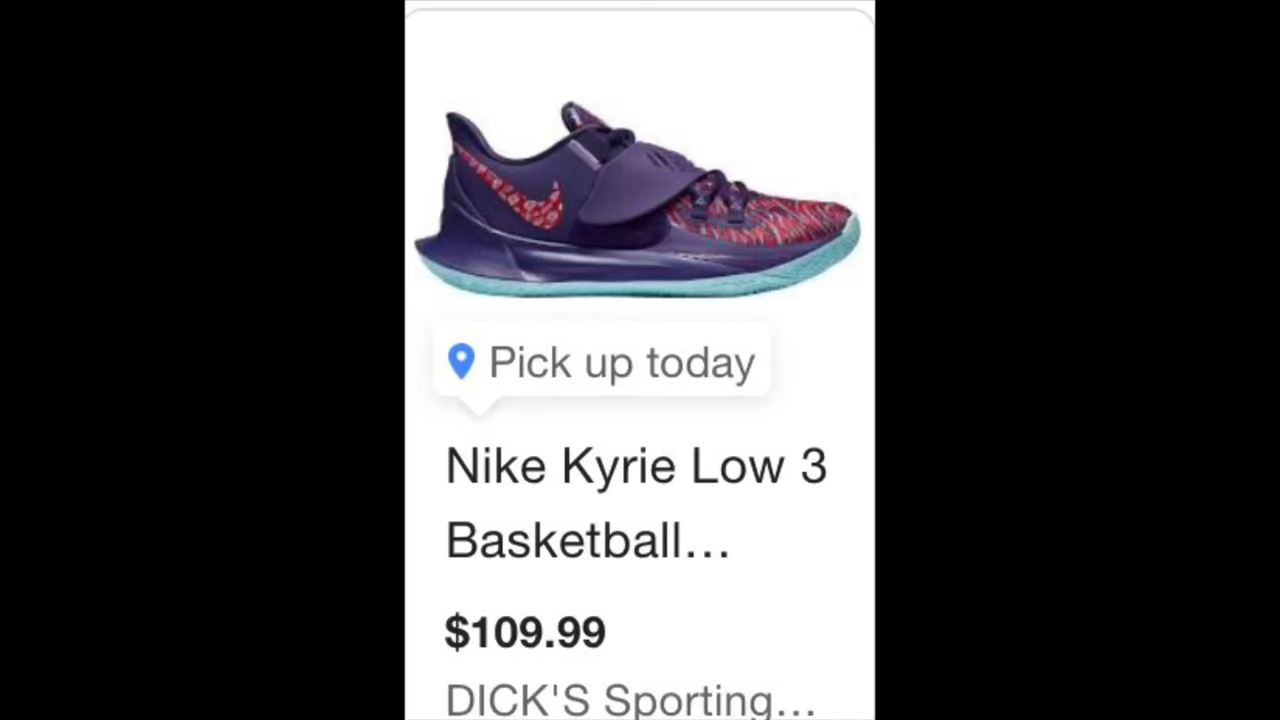 Pick up today
Nike Kyrie Low 3
Basketball...
$109.99
DICK'S Sporting...